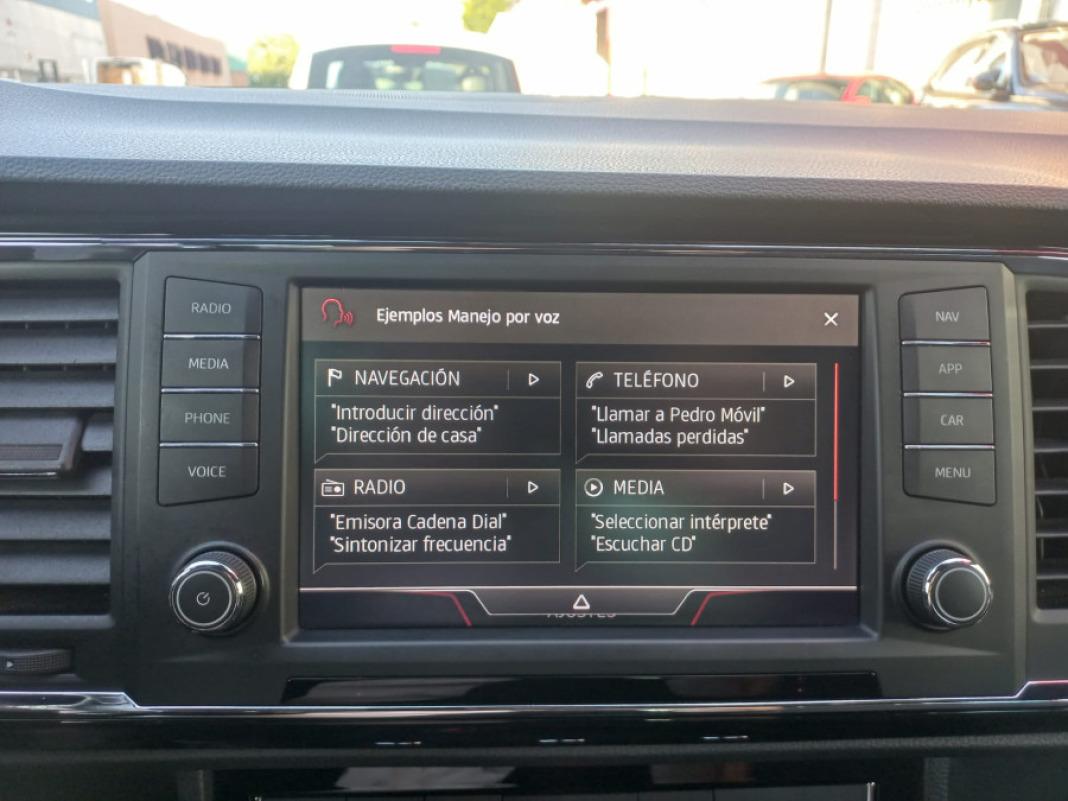 RADIO
MEDIA
PHONE
VOICE
Ejemplos Manejo por voz
NAVEGACIÓN
"Introducir dirección"
"Dirección de casa"
TELÉFONO
"Llamar a Pedro Móvil"
"Llamadas perdidas"
RADIO
"Emisora Cadena Dial"
"Sintonizar frecuencia"
MEDIA
"Seleccionar intérprete"
"Escuchar CD"
AJUSTES
NAV
APP
CAR
MENU